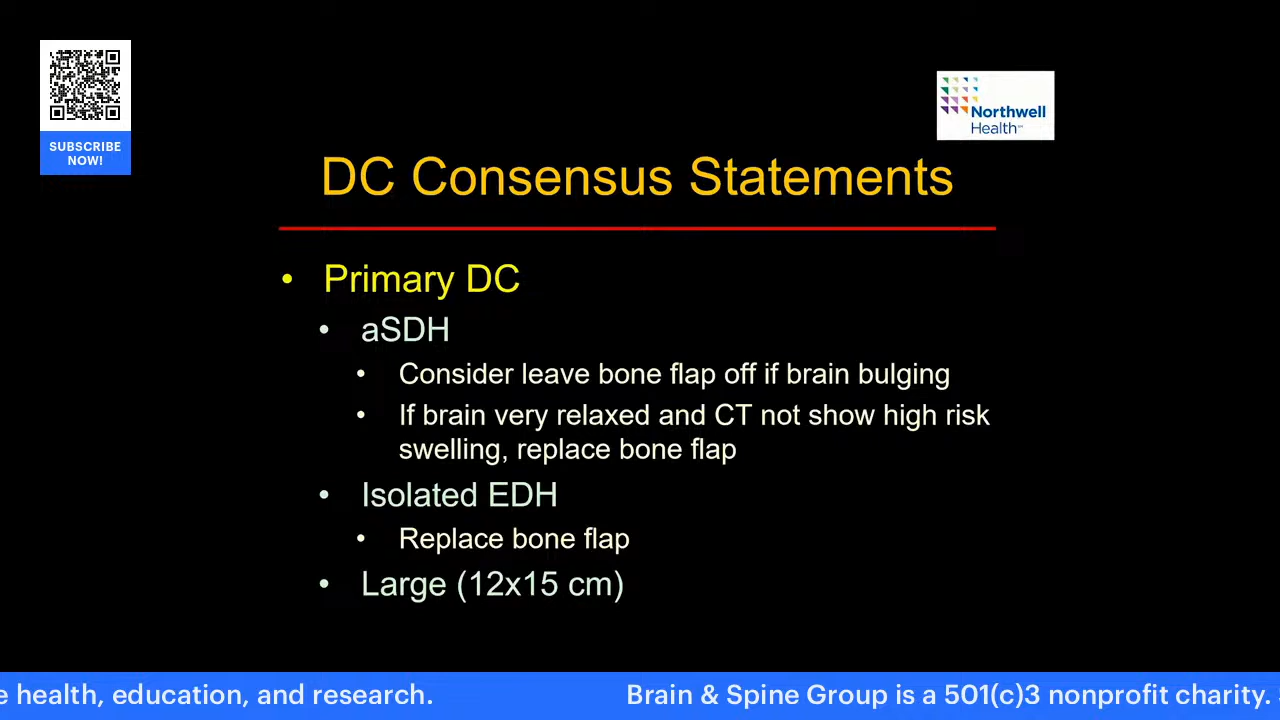 SUBSCRIBE
NOW!
Northwell
Health
DC Consensus Statements
• Primary DC
• aSDH
• Consider leave bone flap off if brain bulging
• If brain very relaxed and CT not show high risk
swelling, replace bone flap
• Isolated EDH
• Replace bone flap
• Large (12x15 cm)
e health, education, and research. Brain & Spine Group is a 501(c)3 nonprofit charity.